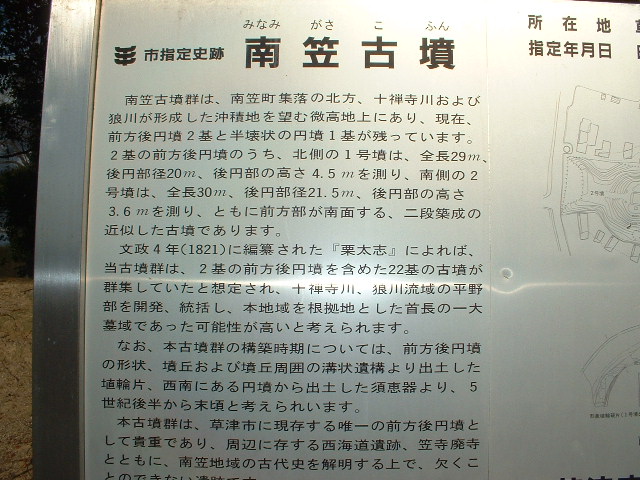 みなみ がさ こ ふん
市指定史跡 南笠古墳
所在地
指定年月日
南笠古墳群は、南笠町集落の北方、十禅寺川および
狼川が形成した沖積地を望む微高地上にあり、現在、
前方後円墳2基と半壊状の円墳1基が残っています。
2基の前方後円墳のうち、北側の1号墳は、全長29m、
後円部径20m、後円部の高さ4.5mを測り、南側の2
号墳は、全長30m、後円部径21.5m、後円部の高さ
3.6mを測り、ともに前方部が南面する、二段築成の
近似した古墳であります。
文政4年(1821)に編纂された『栗太志』によれば、
当古墳群は、2基の前方後円墳を含めた22基の古墳が
群集していたと想定され、十禅寺川、狼川流域の平野
部を開発、統括し、本地域を根拠地とした首長の一大
墓域であった可能性が高いと考えられます。
なお、本古墳群の構築時期については、前方後円墳
の形状、墳丘および墳丘周囲の溝状遺構より出土した
埴輪片、西南にある円墳から出土した須恵器より、5
世紀後半から末頃と考えられいます。
本古墳群は、草津市に現存する唯一の前方後円墳と
して貴重であり、周辺に存する西海道遺跡、笠寺廃寺
とともに、南笠地域の古代史を解明する上で、欠くこ
とのできない遺跡です
2号墳